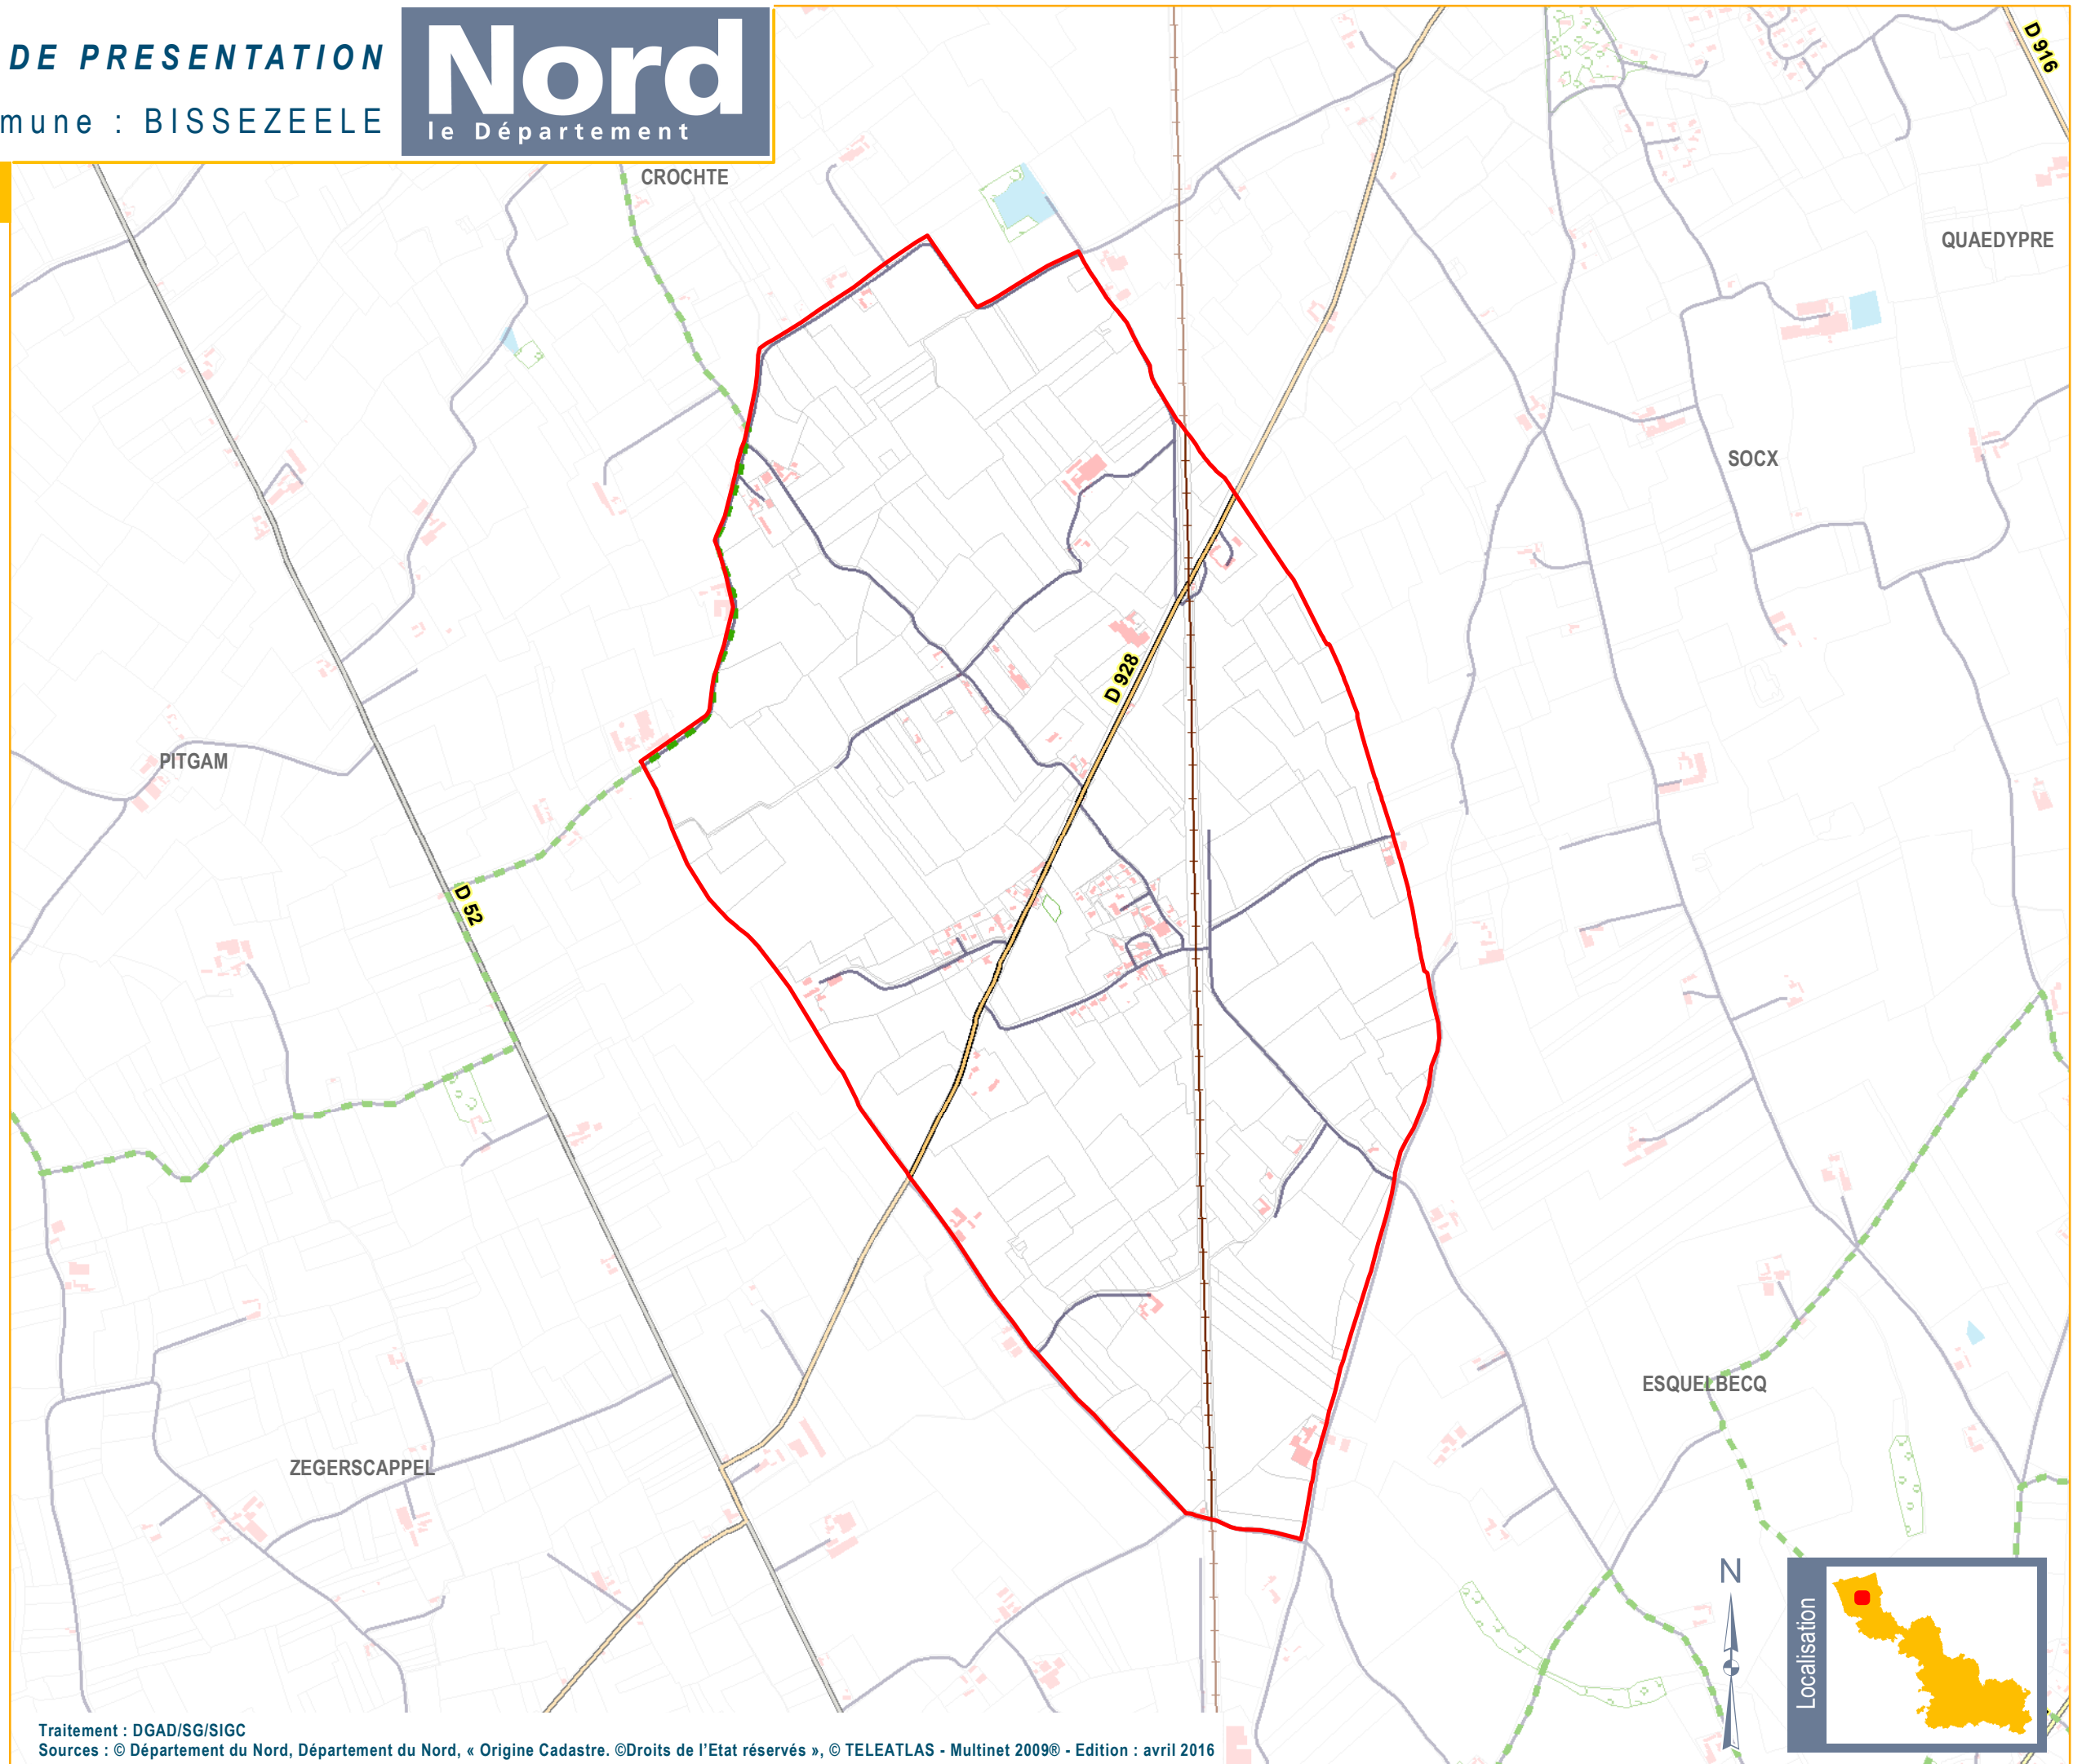 DE PRESENTATION
mune : BISSEZEELE
Nord
le Département
D 916
CROCHTE
QUAEDYPRE
SOCX
D 928
PITGAM
D 52
ESQUELBECQ
ZEGERSCAPPEL
N
Localisation
Traitement : DGAD/SG/SIGC
Sources : © Département du Nord, Département du Nord, « Origine Cadastre. ©Droits de l'Etat réservés », © TELEATLAS - Multinet 2009® - Edition : avril 2016